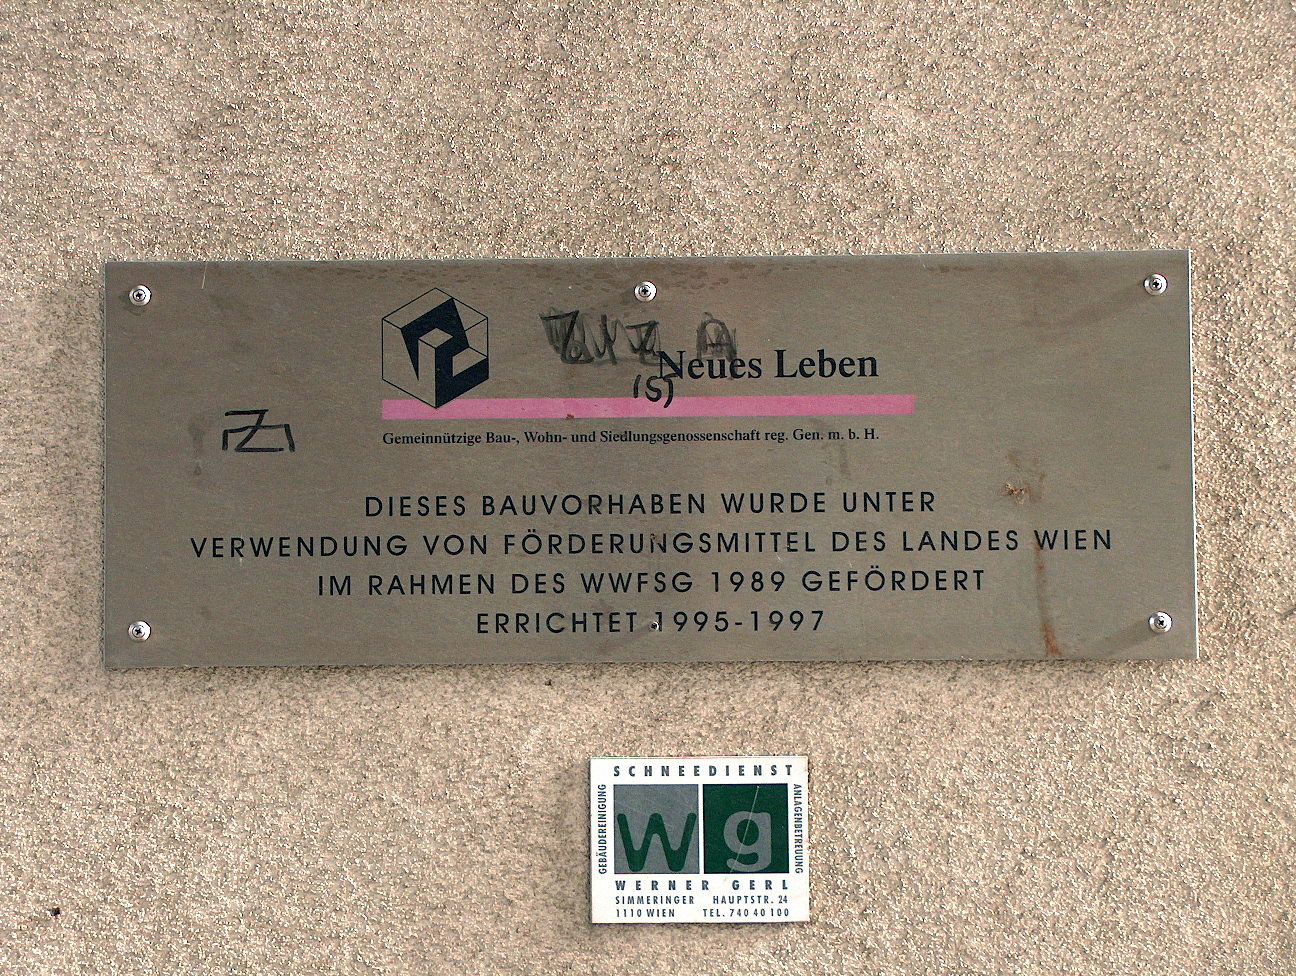 Neues Leben
Gemeinnützige Bau-, Wohn- und Siedlungsgenossenschaft reg. Gen. m. b. H.
DIESES BAUVORHABEN WURDE UNTER
VERWENDUNG VON FÖRDERUNGSMITTEL DES LANDES WIEN
IM RAHMEN DES WWFSG 1989 GEFÖRDERT
ERRICHTET 1995-1997
SCHNEEDIENST
GEBÄUDEREINIGUNG
wg
ANLAGENBETREUUNG
WERNER GERL
SIMMERINGER HAUPTSTR. 24
1110 WIEN TEL. 740 40 100